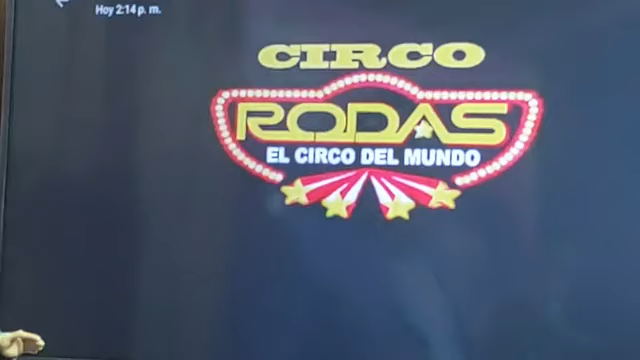 Hoy 2:14 p. m.
CIRCO
RODAS
EL CIRCO DEL MUNDO